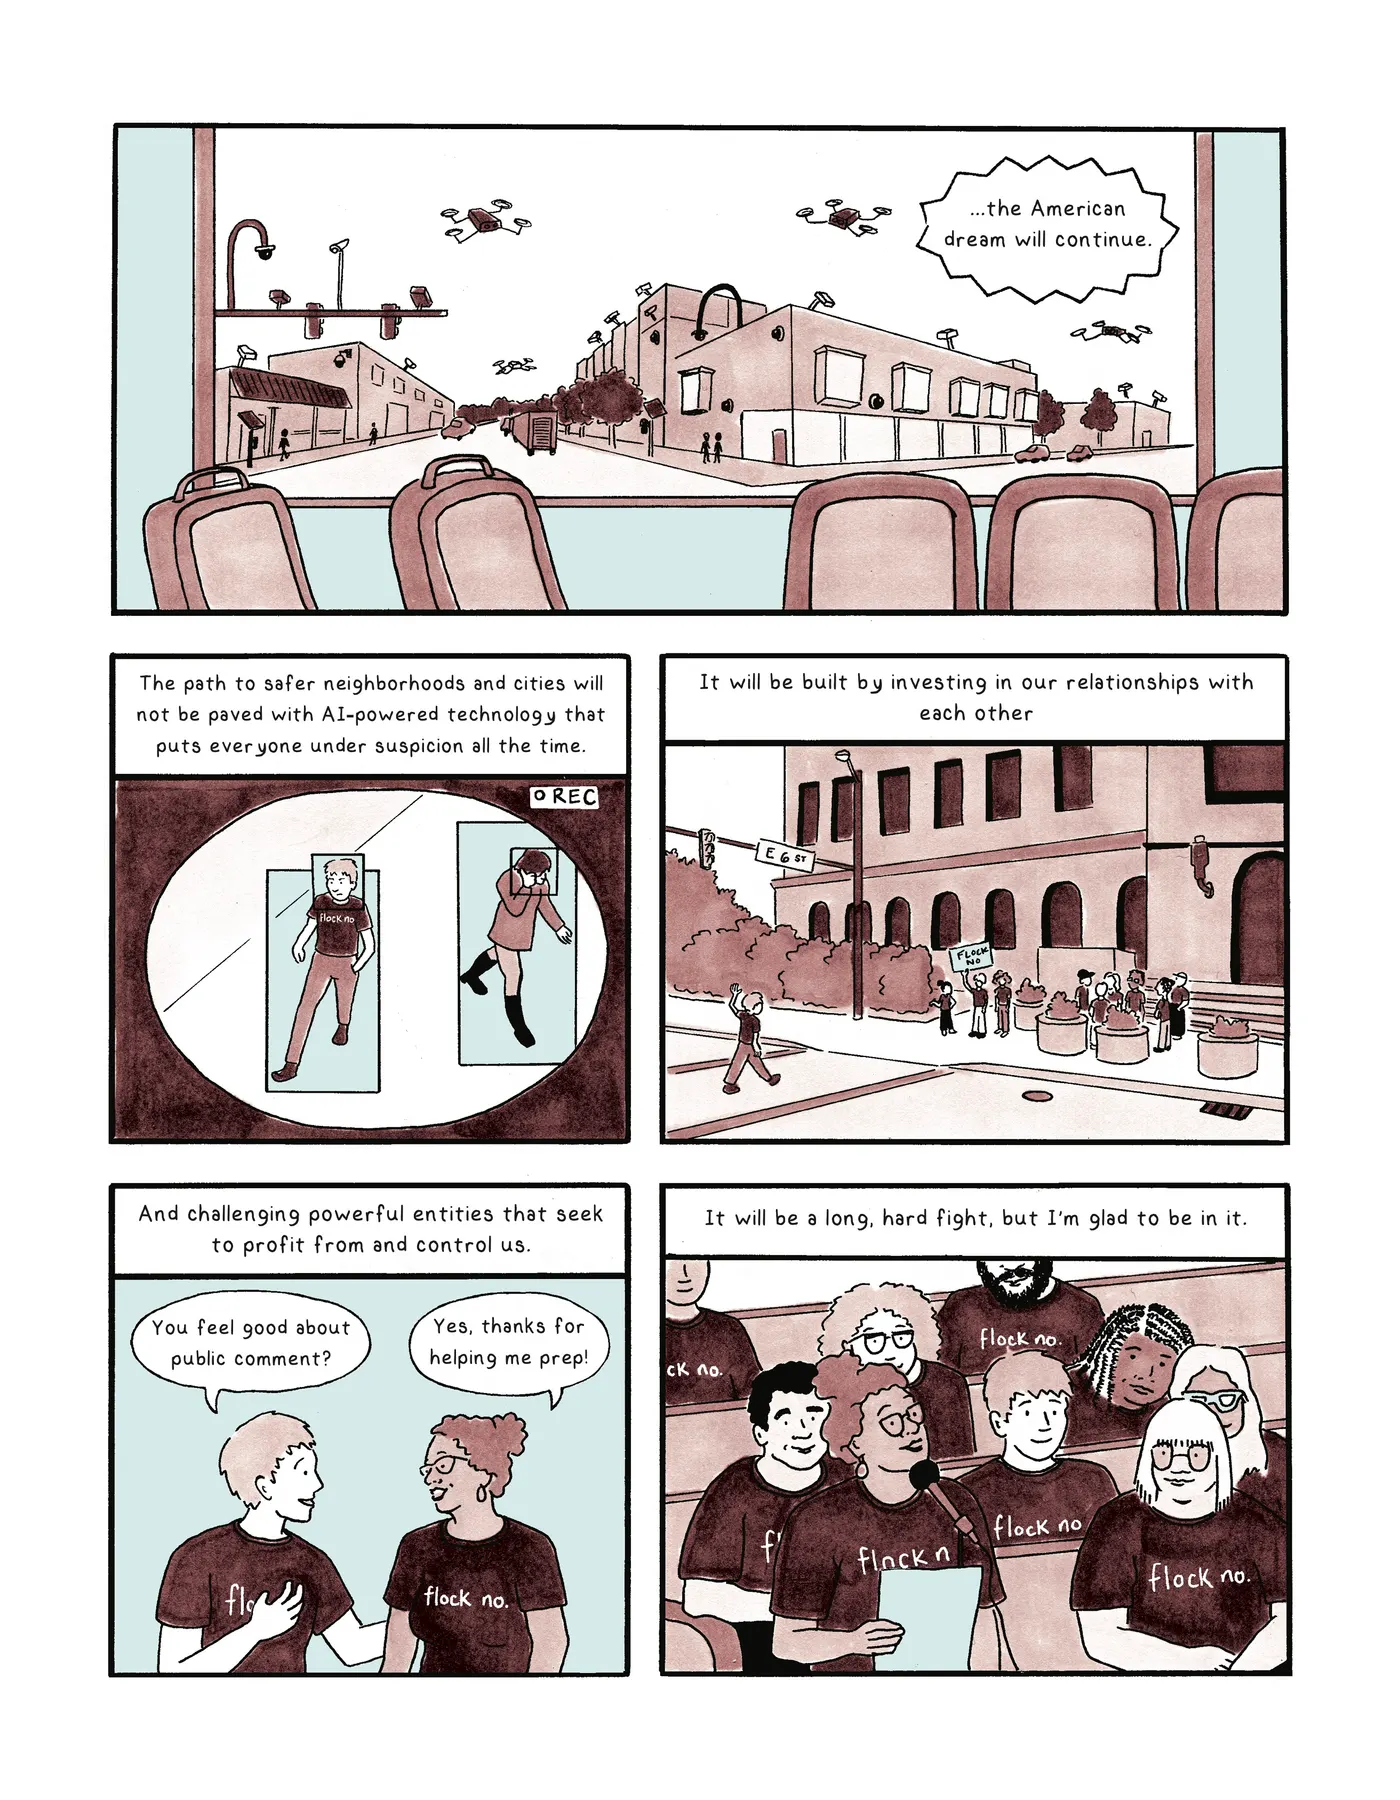 ...the American
dream will continue.
The path to safer neighborhoods and cities will
not be paved with AI-powered technology that
puts everyone under suspicion all the time.
REC
flock no
It will be built by investing in our relationships with
each other
E 6 ST
FLOCK
NO
And challenging powerful entities that seek
to profit from and control us.
You feel good about
public comment?
Yes, thanks for
helping me prep!
flo
flock no.
It will be a long, hard fight, but I'm glad to be in it.
flock no.
ck no.
flock no
f
flock n
flock no.